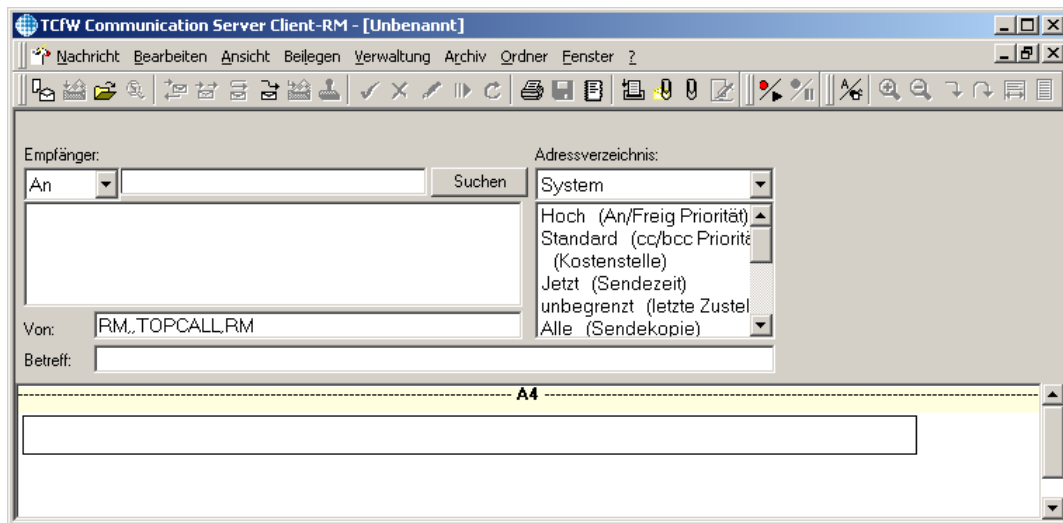 TCfW Communication Server Client-RM - [Unbenannt]
Nachricht Bearbeiten Ansicht Beilegen Verwaltung Archiv Ordner Fenster ?
Empfänger:
Adressverzeichnis:
An
Suchen
System
Hoch (An/Freig Priorität)
Standard (cc/bcc Priorită
(Kostenstelle)
Jetzt (Sendezeit)
unbegrenzt (letzte Zustel
Alle (Sendekopie)
Von:
RM,,TOPCALL,RM
Betreff:
A4